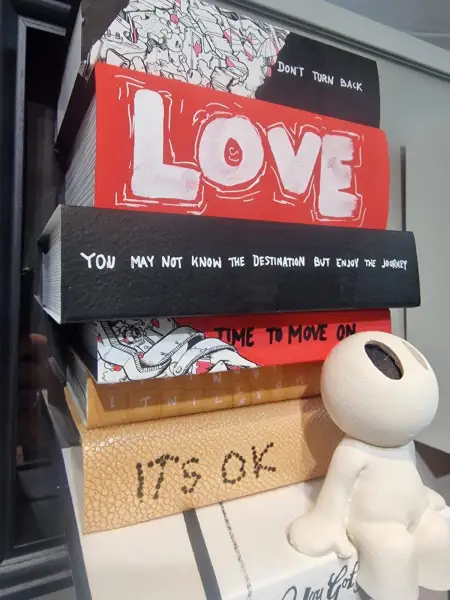 DON'T TURN BACK
LOVE
YOU MAY NOT KNOW THE DESTINATION BUT ENJOY THE JOURNEY
TIME TO MOVE ON
IT'S OK